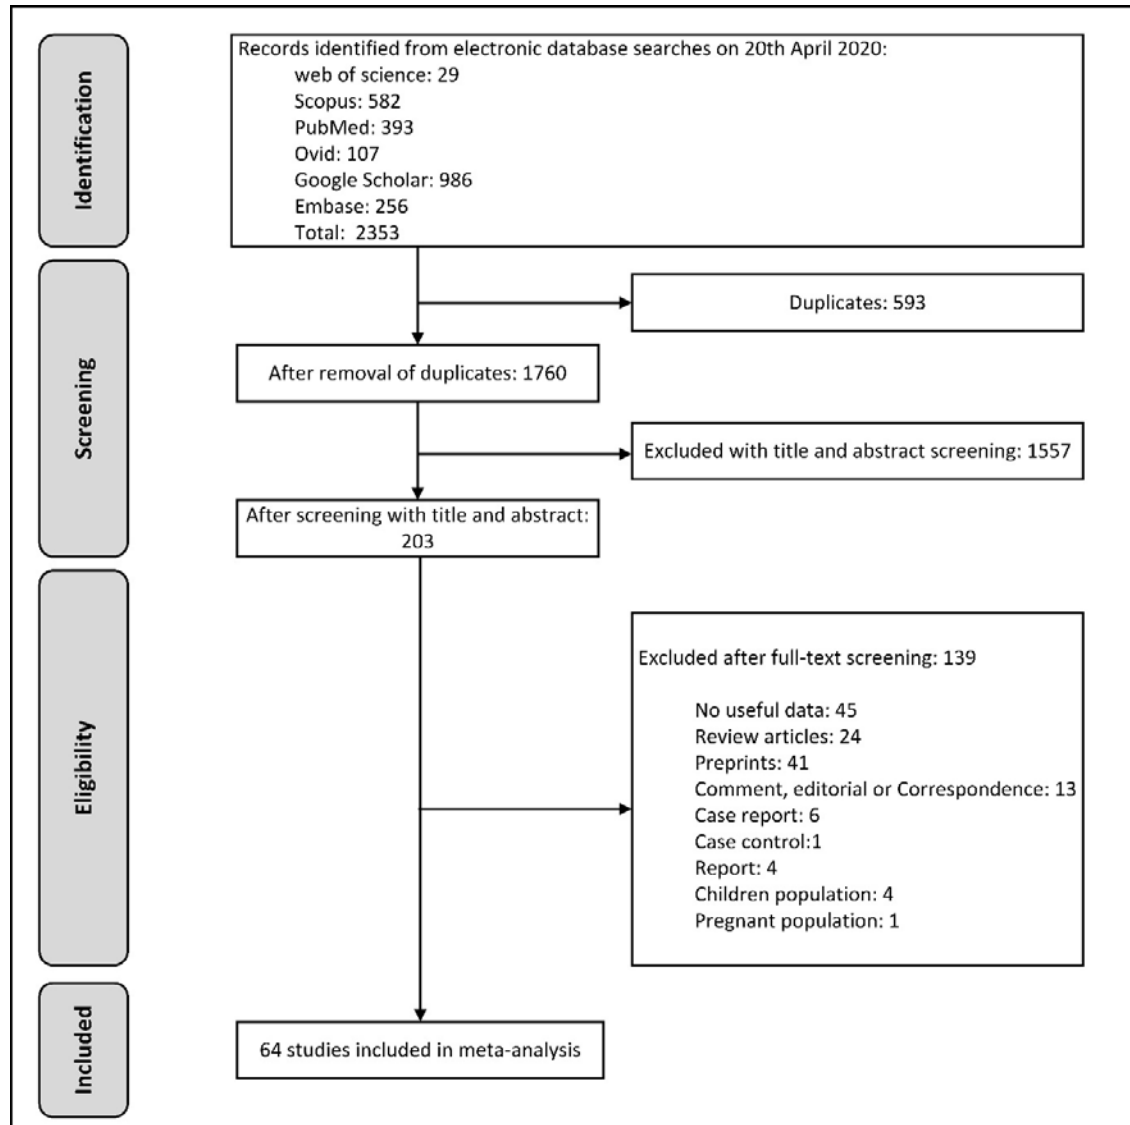 Identification
Records identified from electronic database searches on 20th April 2020:
web of science: 29
Scopus: 582
PubMed: 393
Ovid: 107
Google Scholar: 986
Embase: 256
Total:  2353
Screening
Duplicates: 593
After removal of duplicates: 1760
Excluded with title and abstract screening: 1557
After screening with title and abstract:
203
Eligibility
Excluded after full-text screening: 139
No useful data: 45
Review articles: 24
Preprints: 41
Comment, editorial or Correspondence: 13
Case report: 6
Case control:1
Report: 4
Children population: 4
Pregnant population: 1
Included
64 studies included in meta-analysis